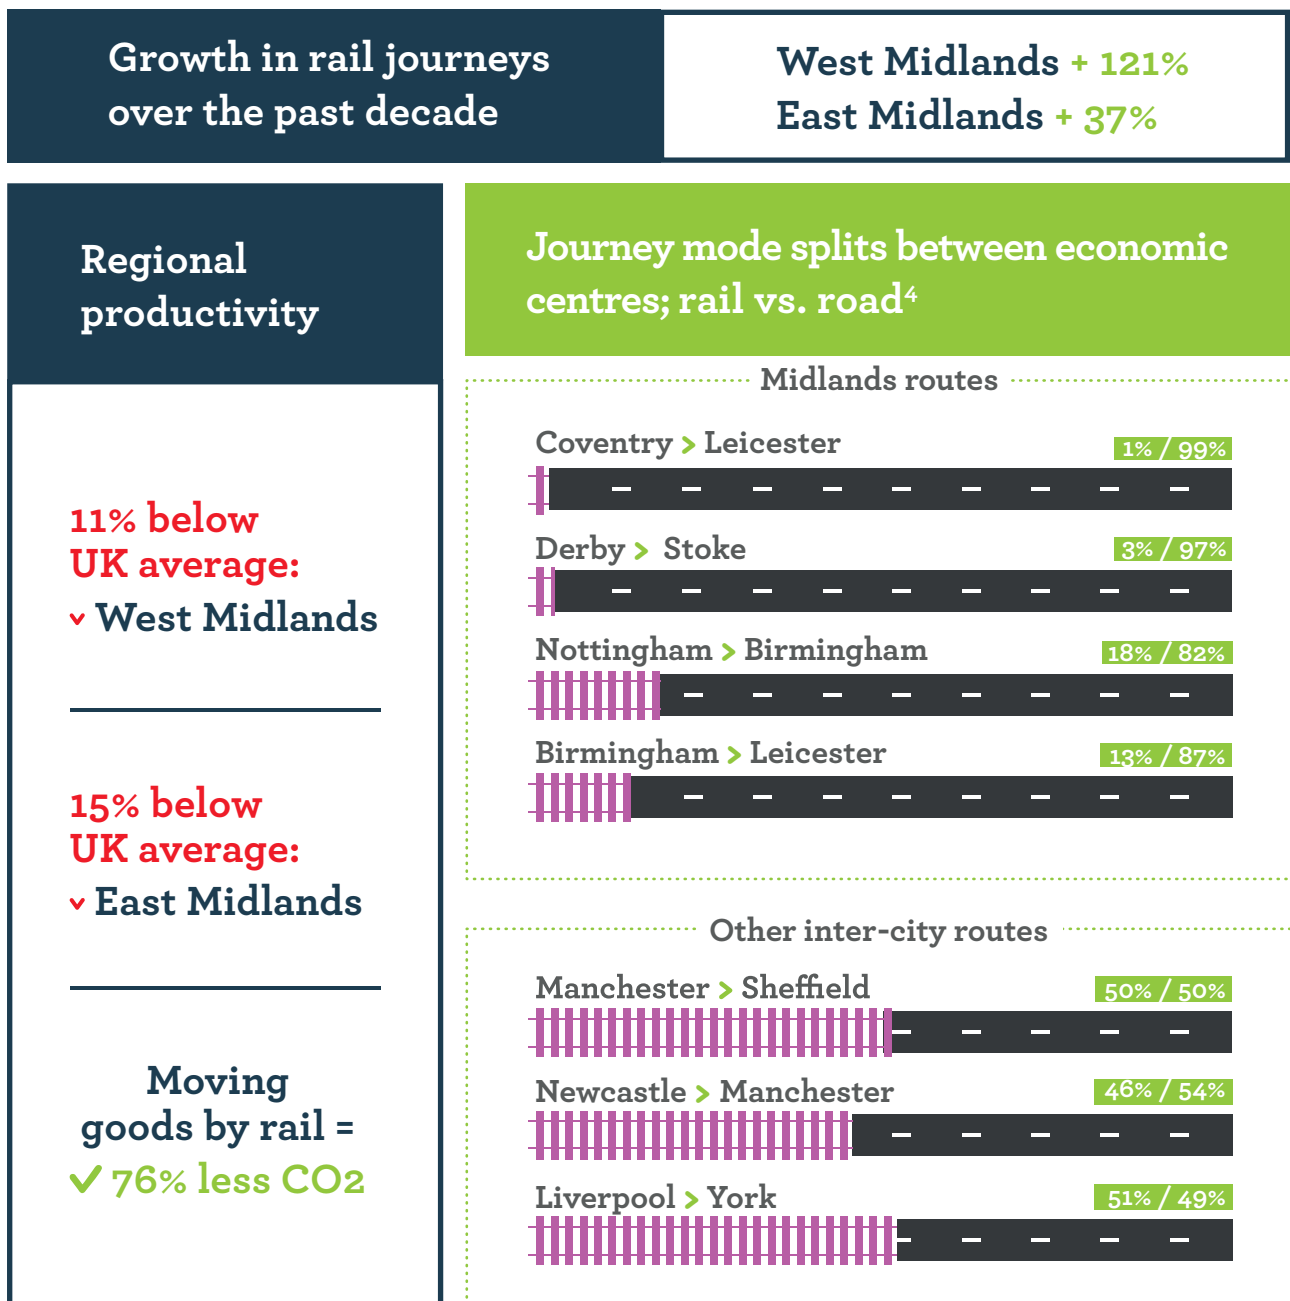 Growth in rail journeys
over the past decade
West Midlands + 121%
East Midlands + 37%
Regional
productivity
11% below
UK average:
West Midlands
15% below
UK average:
East Midlands
Moving
goods by rail =
76% less CO2
Journey mode splits between economic
centres; rail vs. road⁴
Midlands routes
Coventry > Leicester 1% / 99%
Derby > Stoke 3% / 97%
Nottingham > Birmingham 18% / 82%
Birmingham > Leicester 13% / 87%
Other inter-city routes
Manchester > Sheffield 50% / 50%
Newcastle > Manchester 46% / 54%
Liverpool > York 51% / 49%